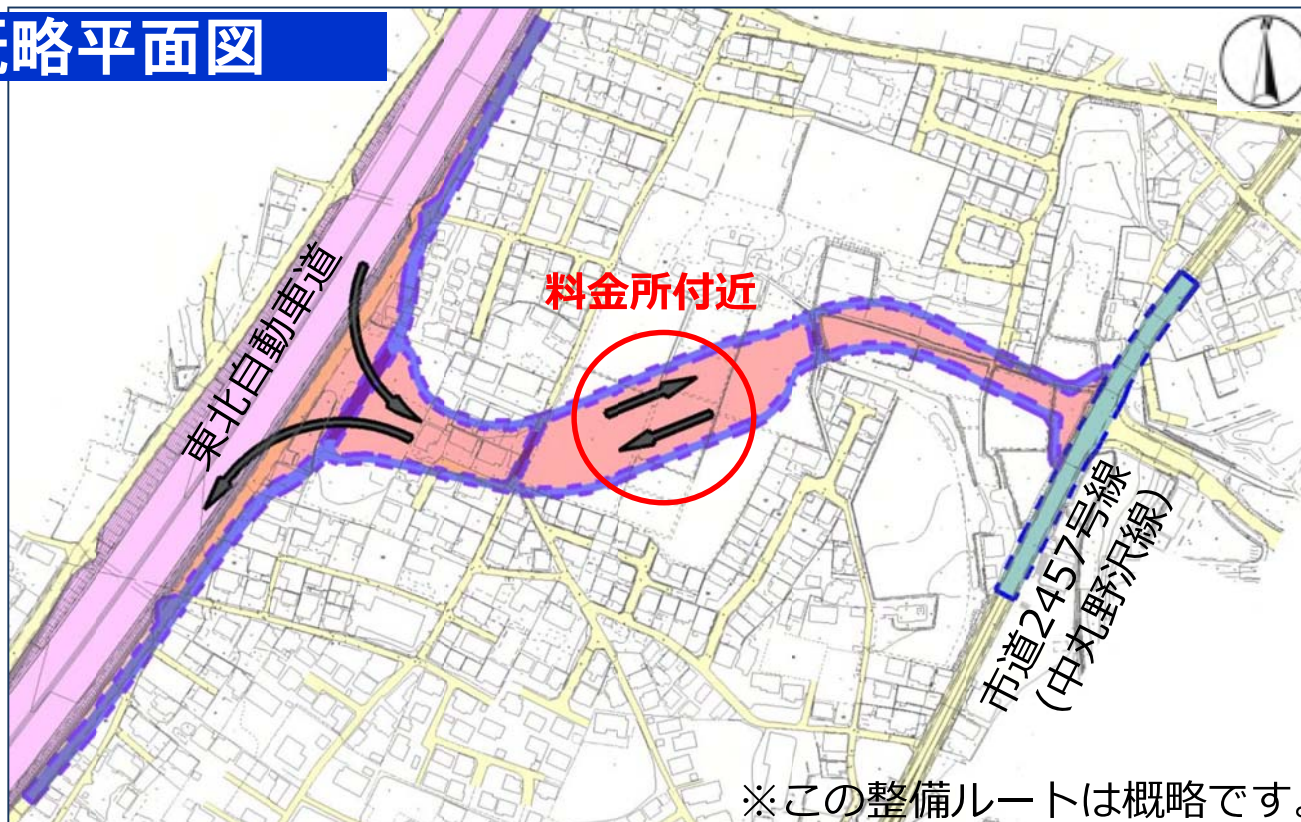 略平面図
N
料金所付近
東北自動車道
市道2457号線
(中丸野沢線)
※この整備ルートは概略です。